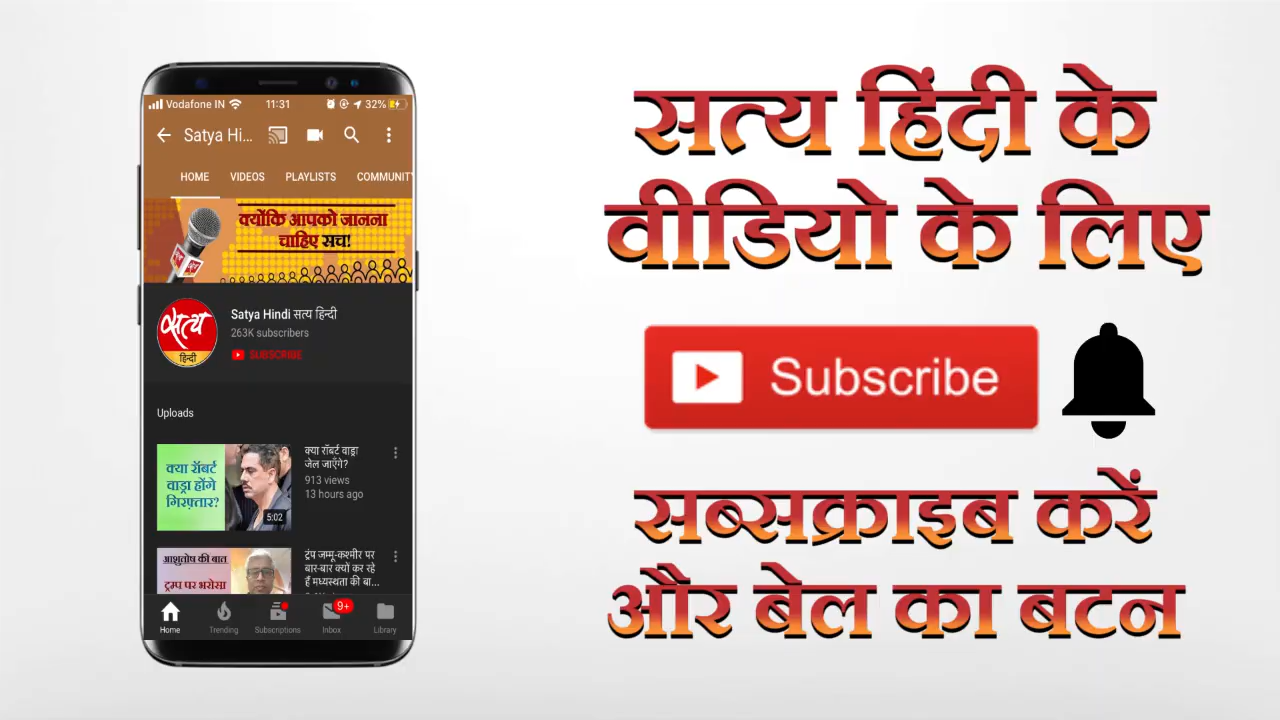 Vodafone IN 11:31 32%
Satya Hi...
HOME VIDEOS PLAYLISTS COMMUNITY
क्योंकि आपको जानना
चाहिए सच!
सत्य
हिन्दी
Satya Hindi सत्य हिन्दी
263K subscribers
SUBSCRIBE
Uploads
क्या रॉबर्ट
वाड्रा होंगे
गिरफ़्तार?
5:02
क्या रॉबर्ट वाड्रा
जेल जाएँगे?
913 views
13 hours ago
आशुतोष की बात
ट्रम्प पर भरोसा
ट्रंप जम्मू-कश्मीर पर
बार-बार क्यों कर रहे
हैं मध्यस्थता की बा...
9+
Home Trending Subscriptions Inbox Library
सत्य हिंदी के
वीडियो के लिए
Subscribe
सब्सक्राइब करें
और बेल का बटन